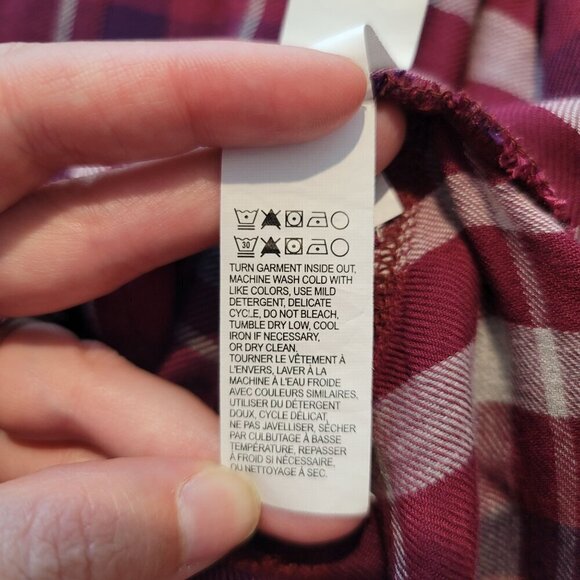 30
TURN GARMENT INSIDE OUT,
MACHINE WASH COLD WITH
LIKE COLORS, USE MILD
DETERGENT, DELICATE
CYCLE, DO NOT BLEACH,
TUMBLE DRY LOW, COOL
IRON IF NECESSARY,
OR DRY CLEAN.
TOURNER LE VÊTEMENT À
L'ENVERS, LAVER À LA
MACHINE À L'EAU FROIDE
AVEC COULEURS SIMILAIRES,
UTILISER DU DÉTERGENT
DOUX, CYCLE DÉLICAT,
NE PAS JAVELLISER, SÉCHER
PAR CULBUTAGE À BASSE
TEMPÉRATURE, REPASSER
À FROID SI NÉCESSAIRE,
OU NETTOYAGE À SEC.